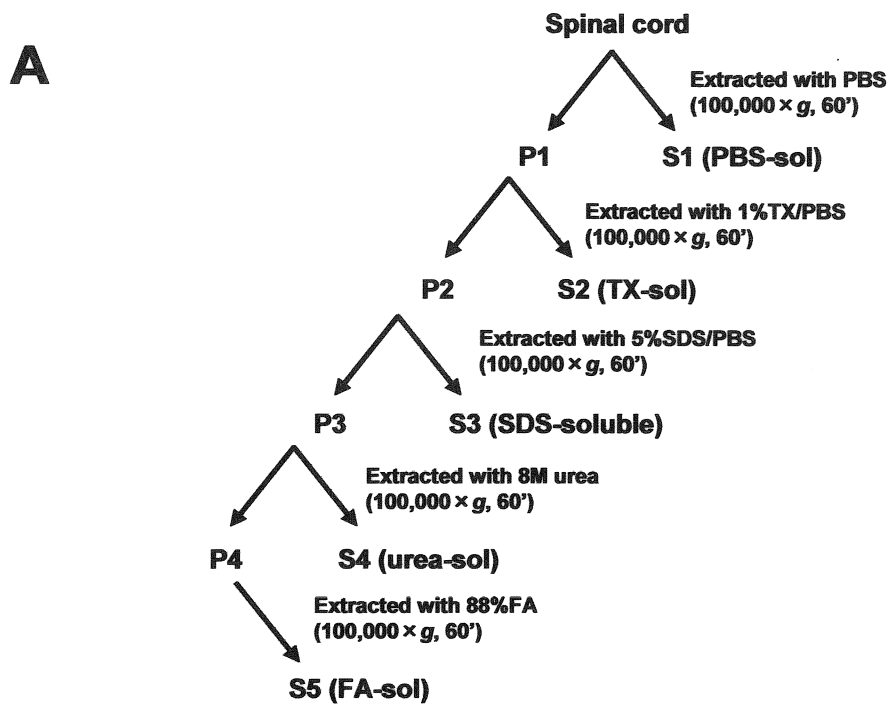 A
Spinal cord
Extracted with PBS
(100,000 × g, 60')
P1
S1 (PBS-sol)
Extracted with 1%TX/PBS
(100,000 × g, 60')
P2
S2 (TX-sol)
Extracted with 5%SDS/PBS
(100,000 × g, 60')
P3
S3 (SDS-soluble)
Extracted with 8M urea
(100,000 × g, 60')
P4
S4 (urea-sol)
Extracted with 88%FA
(100,000 × g, 60')
S5 (FA-sol)